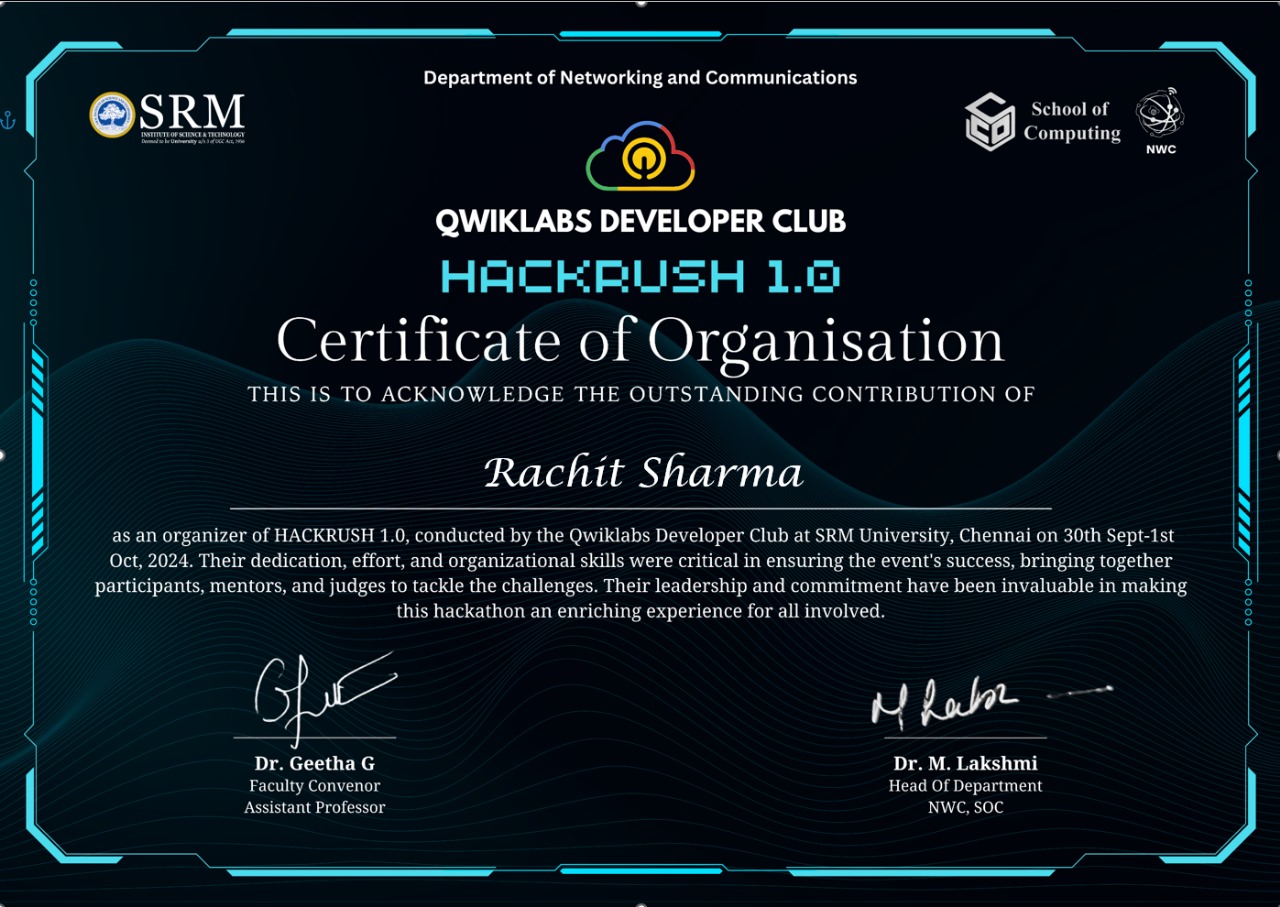 Department of Networking and Communications
SRM
INSTITUTE OF SCIENCE & TECHNOLOGY
Deemed to be University u/s 3 of UGC Act, 1956
School of
Computing
NWC
QWIKLABS DEVELOPER CLUB
HACKRUSH 1.0
Certificate of Organisation
THIS IS TO ACKNOWLEDGE THE OUTSTANDING CONTRIBUTION OF
Rachit Sharma
as an organizer of HACKRUSH 1.0, conducted by the Qwiklabs Developer Club at SRM University, Chennai on 30th Sept-1st
Oct, 2024. Their dedication, effort, and organizational skills were critical in ensuring the event's success, bringing together
participants, mentors, and judges to tackle the challenges. Their leadership and commitment have been invaluable in making
this hackathon an enriching experience for all involved.
Dr. Geetha G
Faculty Convenor
Assistant Professor
Dr. M. Lakshmi
Head Of Department
NWC, SOC